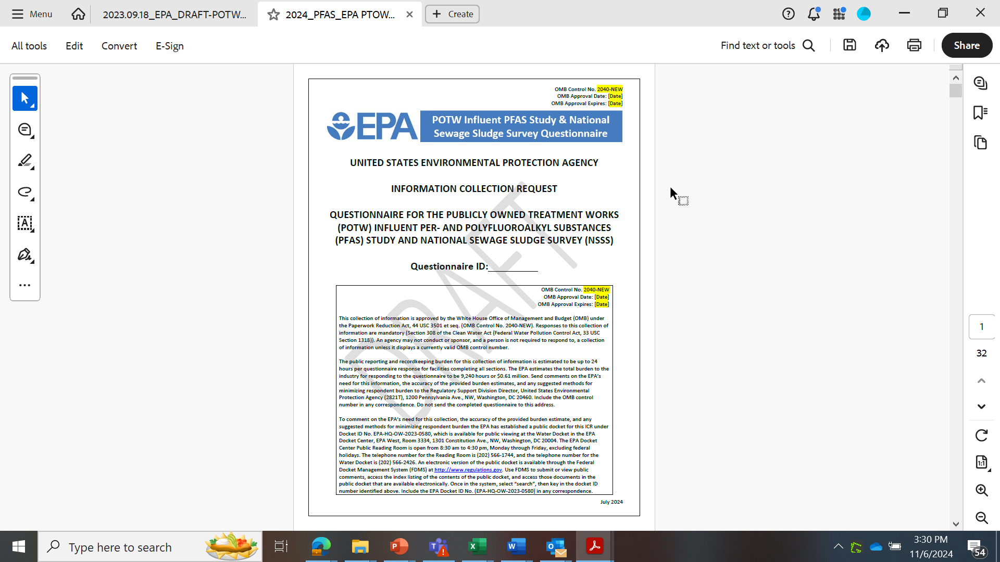 Menu
2023.09.18_EPA_DRAFT-POTW...
2024_PFAS_EPA PTOW...
Create
All tools
Edit
Convert
E-Sign
Find text or tools
Share
OMB Control No. 2040-NEW
OMB Approval Date: [Date]
OMB Approval Expires: [Date]
EPA
POTW Influent PFAS Study & National
Sewage Sludge Survey Questionnaire
UNITED STATES ENVIRONMENTAL PROTECTION AGENCY
INFORMATION COLLECTION REQUEST
QUESTIONNAIRE FOR THE PUBLICLY OWNED TREATMENT WORKS
(POTW) INFLUENT PER- AND POLYFLUOROALKYL SUBSTANCES
(PFAS) STUDY AND NATIONAL SEWAGE SLUDGE SURVEY (NSSS)
Questionnaire ID:__________
DRAFT
OMB Control No. 2040-NEW
OMB Approval Date: [Date]
OMB Approval Expires: [Date]
This collection of information is approved by the White House Office of Management and Budget (OMB) under
the Paperwork Reduction Act, 44 USC 3501 et seq. (OMB Control No. 2040-NEW). Responses to this collection of
information are mandatory (Section 308 of the Clean Water Act (Federal Water Pollution Control Act, 33 USC
Section 1318)). An agency may not conduct or sponsor, and a person is not required to respond to, a collection
of information unless it displays a currently valid OMB control number.
The public reporting and recordkeeping burden for this collection of information is estimated to be up to 24
hours per questionnaire response for facilities completing all sections. The EPA estimates the total burden to the
industry for responding to the questionnaire to be 9,240 hours or $0.61 million. Send comments on the EPA's
need for this information, the accuracy of the provided burden estimates, and any suggested methods for
minimizing respondent burden to the Regulatory Support Division Director, United States Environmental
Protection Agency (2821T), 1200 Pennsylvania Ave., NW, Washington, DC 20460. Include the OMB control
number in any correspondence. Do not send the completed questionnaire to this address.
To comment on the EPA's need for this collection, the accuracy of the provided burden estimate, and any
suggested methods for minimizing respondent burden the EPA has established a public docket for this ICR under
Docket ID No. EPA-HQ-OW-2023-0580, which is available for public viewing at the Water Docket in the EPA
Docket Center, EPA West, Room 3334, 1301 Constitution Ave., NW, Washington, DC 20004. The EPA Docket
Center Public Reading Room is open from 8:30 am to 4:30 pm, Monday through Friday, excluding federal
holidays. The telephone number for the Reading Room is (202) 566-1744, and the telephone number for the
Water Docket is (202) 566-2426. An electronic version of the public docket is available through the Federal
Docket Management System (FDMS) at http://www.regulations.gov. Use FDMS to submit or view public
comments, access the index listing of the contents of the public docket, and access those documents in the
public docket that are available electronically. Once in the system, select “search”, then key in the docket ID
number identified above. Include the EPA Docket ID No. (EPA-HQ-OW-2023-0580) in any correspondence.
July 2024
1
32
1:1
Type here to search
3:30 PM
11/6/2024
54